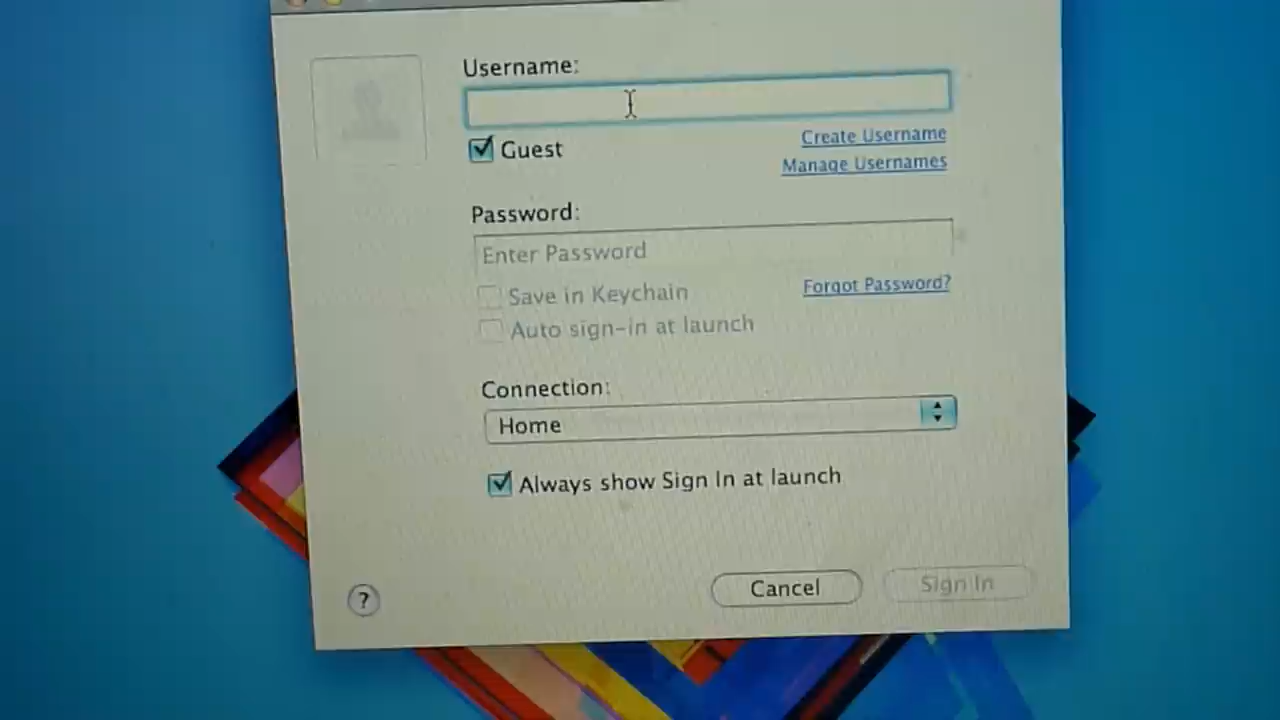 Username:
Guest
Create Username
Manage Usernames
Password:
Enter Password
Save in Keychain
Forgot Password?
Auto sign-in at launch
Connection:
Home
Always show Sign In at launch
?
Cancel
Sign In